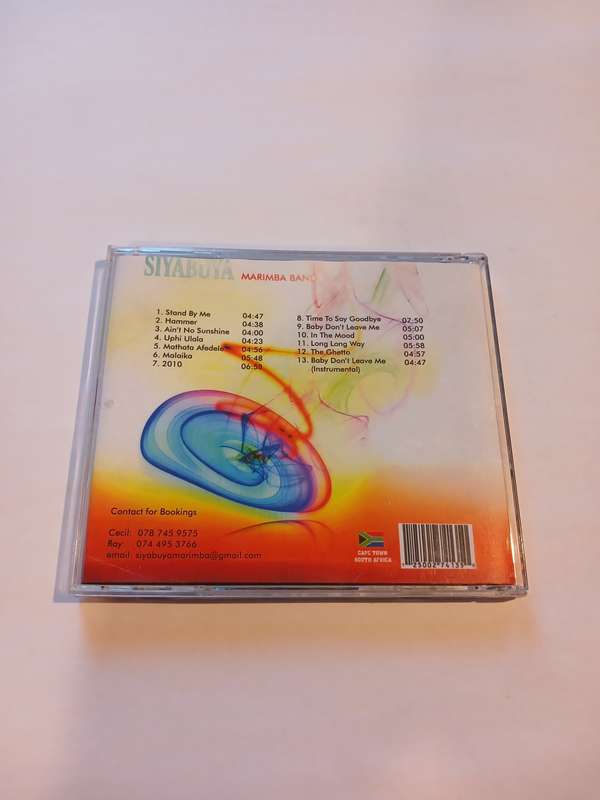 SIYABUYA MARIMBA BAND
1. Stand By Me 04:47
2. Hammer 04:38
3. Ain't No Sunshine 04:00
4. Uphi Ulala 04:23
5. Mathata Afedele 04:56
6. Malaika 05:48
7. 2010 06:58
8. Time To Say Goodbye 07:50
9. Baby Don't Leave Me 05:07
10. In The Mood 05:00
11. Long Long Way 05:58
12. The Ghetto 04:57
13. Baby Don't Leave Me 04:47
(Instrumental)
Contact for Bookings
Cecil: 078 745 9575
Ray: 074 495 3766
email: siyabuyamarimba@gmail.com
CAPE TOWN
SOUTH AFRICA